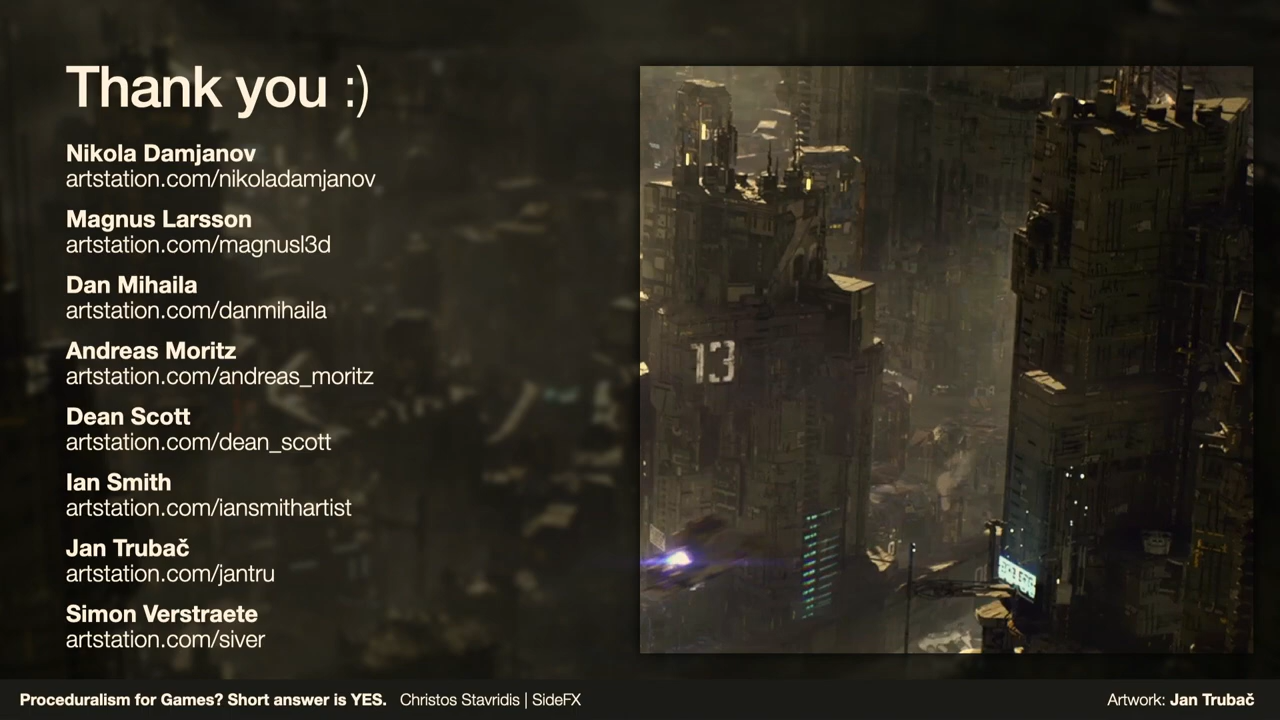 Thank you :)
Nikola Damjanov
artstation.com/nikoladamjanov
Magnus Larsson
artstation.com/magnusl3d
Dan Mihaila
artstation.com/danmihaila
Andreas Moritz
artstation.com/andreas_moritz
Dean Scott
artstation.com/dean_scott
Ian Smith
artstation.com/iansmithartist
Jan Trubač
artstation.com/jantru
Simon Verstraete
artstation.com/siver
13
Proceduralism for Games? Short answer is YES. Christos Stavridis | SideFX
Artwork: Jan Trubač